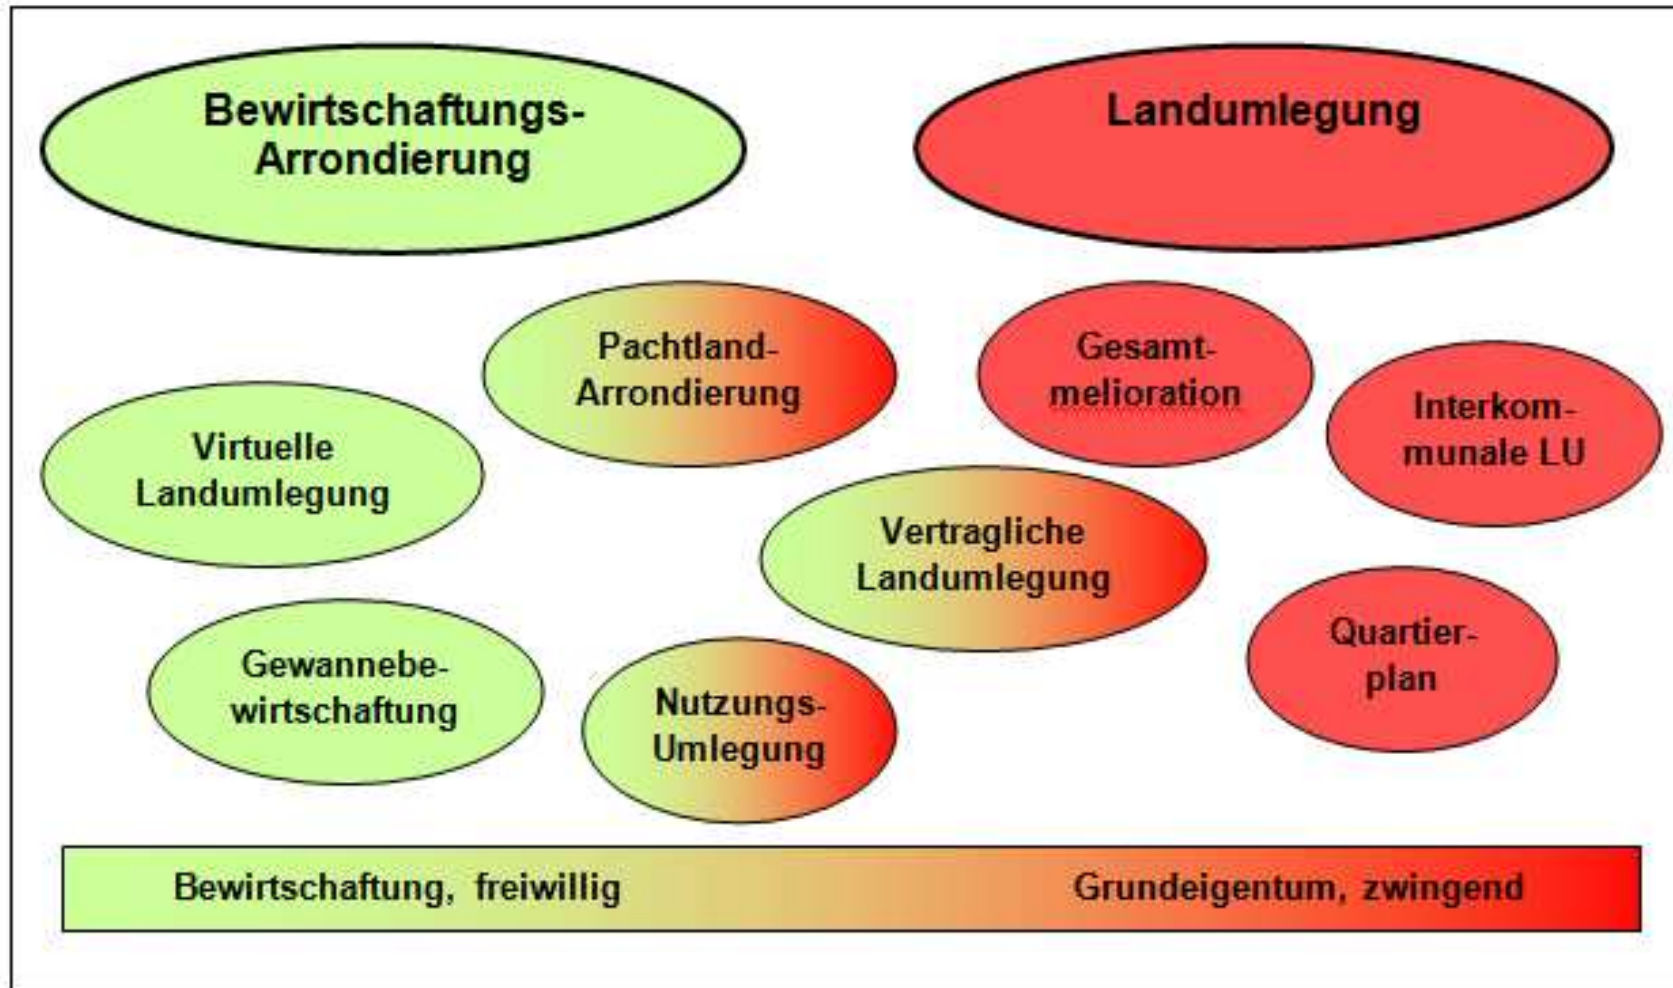 Bewirtschaftungs-
Arrondierung
Landumlegung
Pachtland-
Arrondierung
Gesamt-
melioration
Interkom-
munale LU
Virtuelle
Landumlegung
Vertragliche
Landumlegung
Quartier-
plan
Gewannebe-
wirtschaftung
Nutzungs-
Umlegung
Bewirtschaftung, freiwillig
Grundeigentum, zwingend